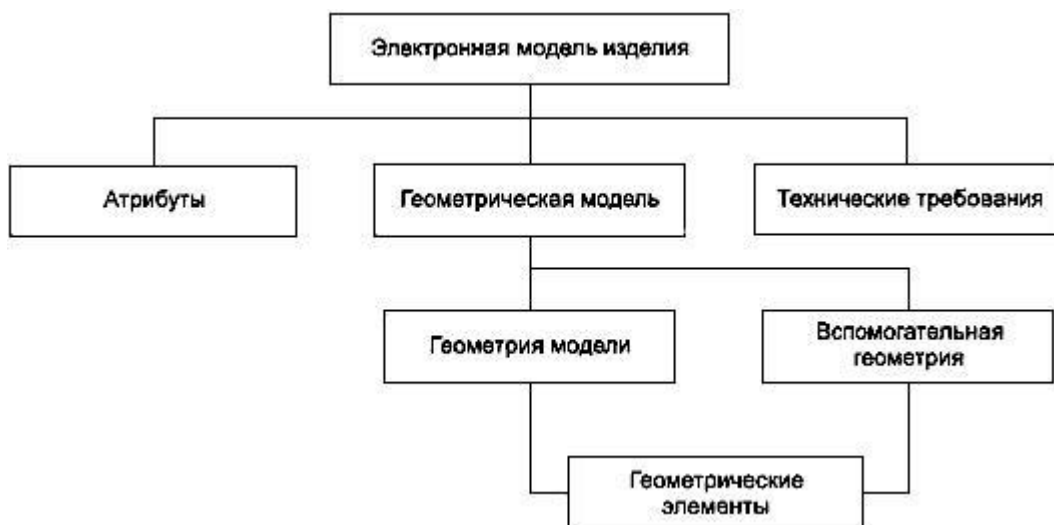 Электронная модель изделия
Атрибуты
Геометрическая модель
Технические требования
Геометрия модели
Вспомогательная
геометрия
Геометрические
элементы